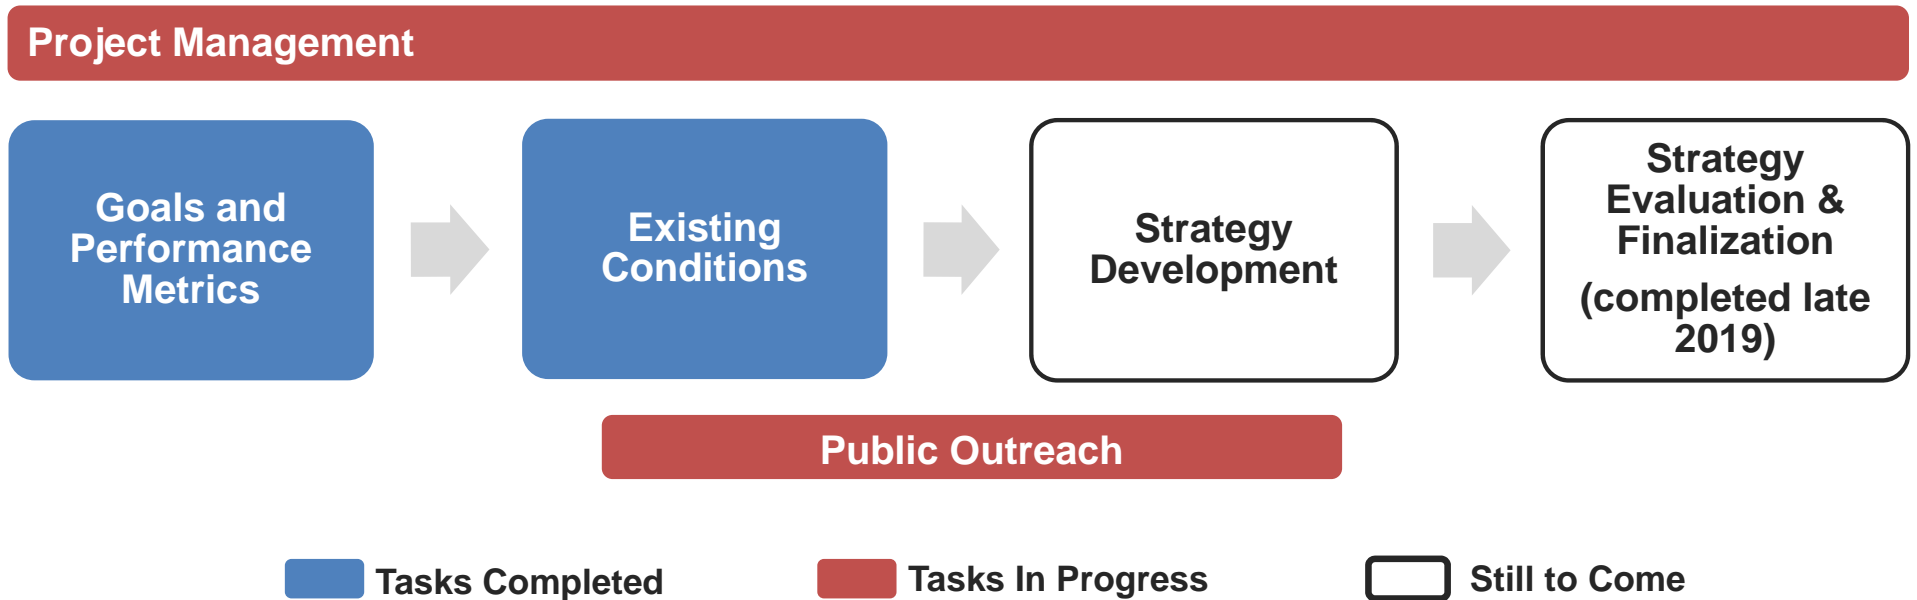 Project Management
Goals and
Performance
Metrics
Existing
Conditions
Strategy
Development
Strategy
Evaluation &
Finalization
(completed late
2019)
Public Outreach
Tasks Completed
Tasks In Progress
Still to Come